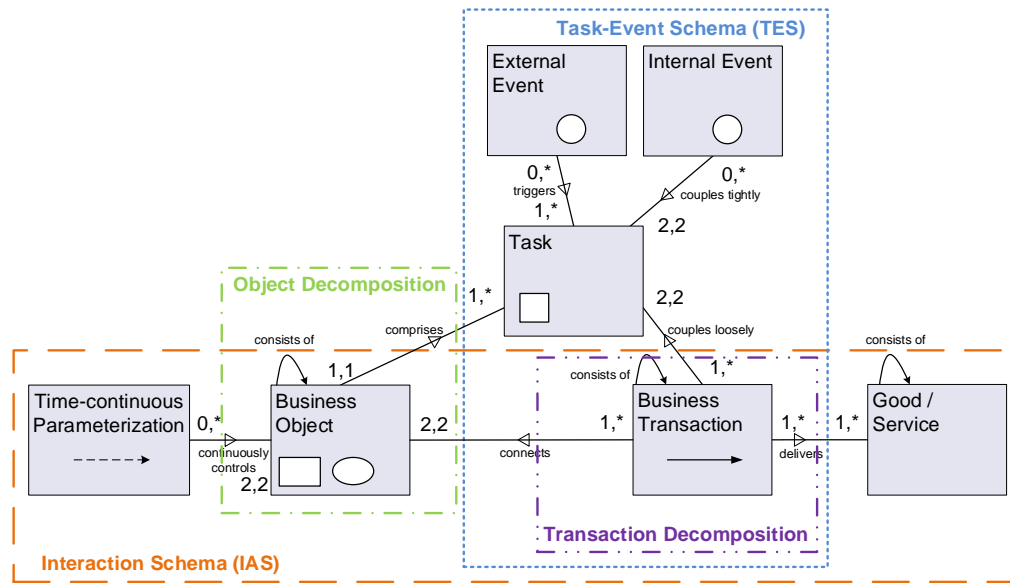 Task-Event Schema (TES)
External
Event
Internal Event
0,*
triggers
1,*
0,*
couples tightly
2,2
Task
Object Decomposition
1,*
2,2
comprises
couples loosely
consists of
1,1
consists of
1,*
consists of
Time-continuous
Parameterization
0,*
continuously
controls
2,2
Business
Object
2,2
connects
1,*
Business
Transaction
1,*
delivers
1,*
Good /
Service
Transaction Decomposition
Interaction Schema (IAS)